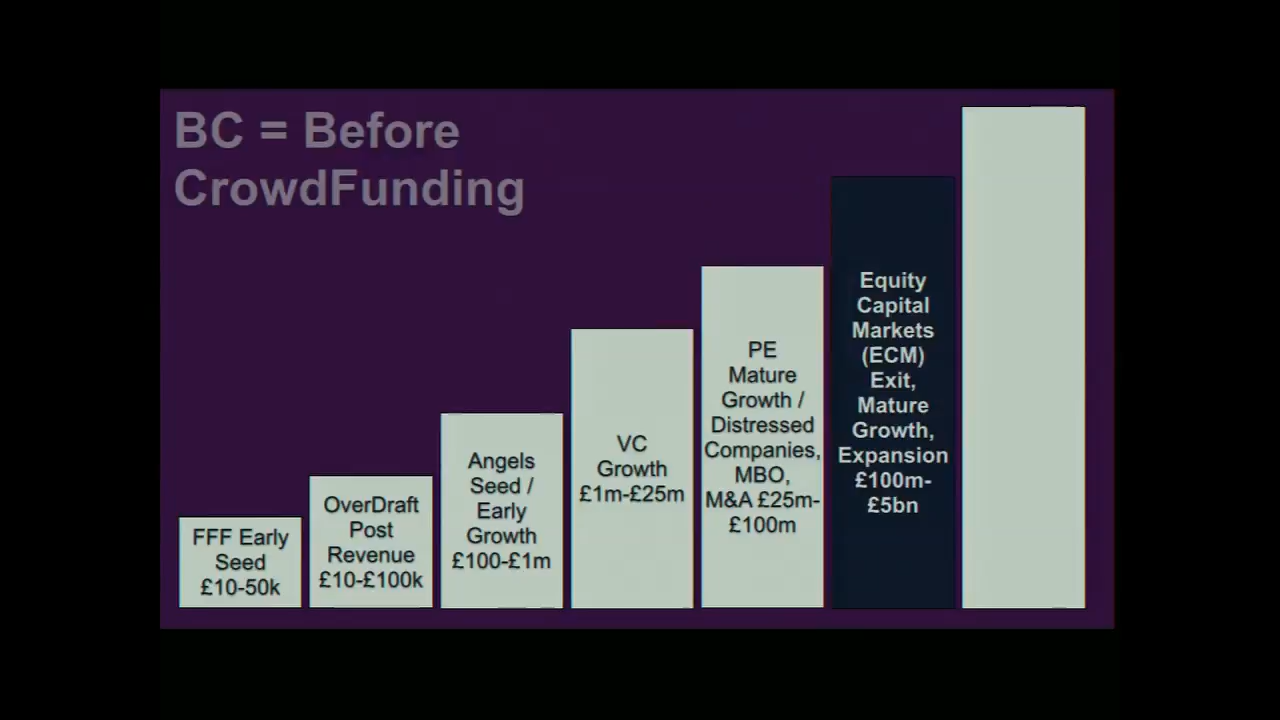 BC = Before
CrowdFunding
FFF Early
Seed
£10-50k
OverDraft
Post
Revenue
£10-£100k
Angels
Seed /
Early
Growth
£100-£1m
VC
Growth
£1m-£25m
PE
Mature
Growth /
Distressed
Companies,
MBO,
M&A £25m-
£100m
Equity
Capital
Markets
(ECM)
Exit,
Mature
Growth,
Expansion
£100m-
£5bn